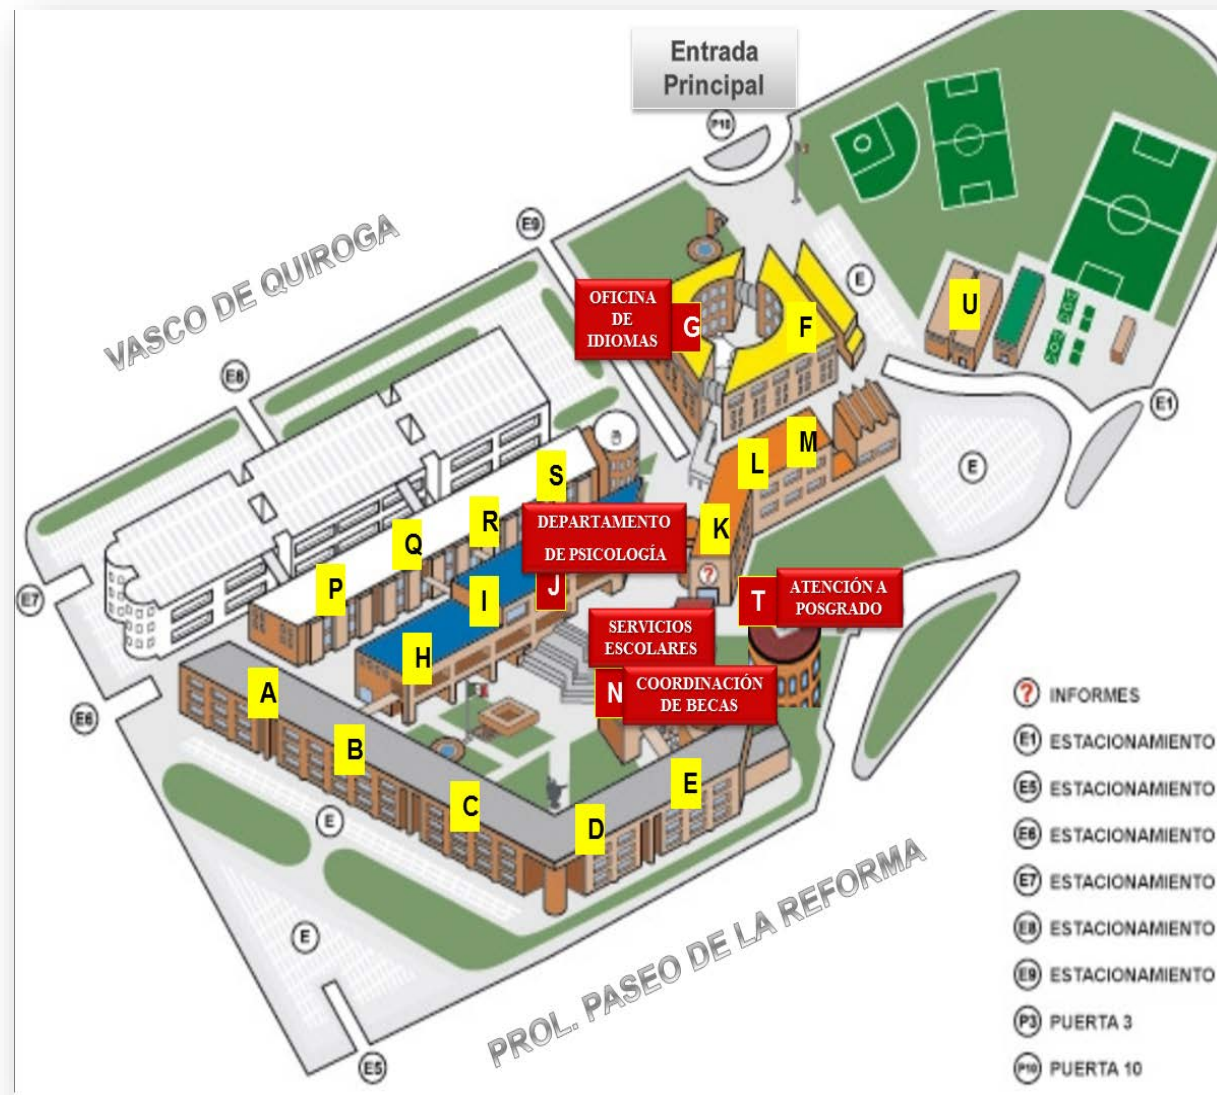 Entrada
Principal
P10
E9
VASCO DE QUIROGA
E
OFICINA
DE
IDIOMAS
G
F
U
E8
E1
M
L
E
S
R
Q
K
DEPARTAMENTO
DE PSICOLOGÍA
J
I
P
E7
?
T
ATENCIÓN A
POSGRADO
SERVICIOS
ESCOLARES
H
N
COORDINACIÓN
DE BECAS
A
E6
B
C
D
E
E
E
PROL. PASEO DE LA REFORMA
E5
? INFORMES
E1 ESTACIONAMIENTO
E5 ESTACIONAMIENTO
E6 ESTACIONAMIENTO
E7 ESTACIONAMIENTO
E8 ESTACIONAMIENTO
E9 ESTACIONAMIENTO
P3 PUERTA 3
P10 PUERTA 10